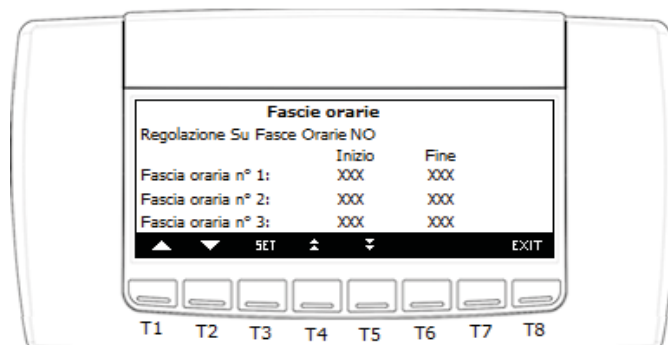 Fascie orarie
Regolazione Su Fasce Orarie NO
Inizio Fine
Fascia oraria n° 1: XXX XXX
Fascia oraria n° 2: XXX XXX
Fascia oraria n° 3: XXX XXX
SET EXIT
T1 T2 T3 T4 T5 T6 T7 T8